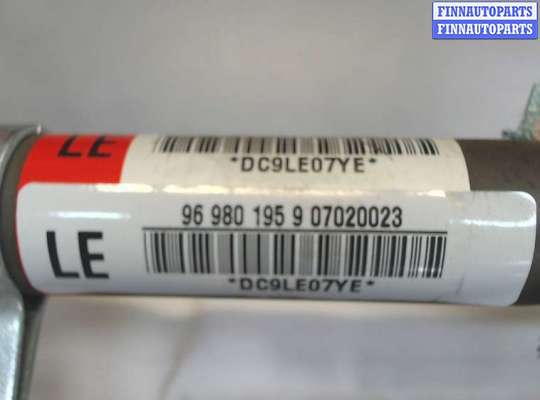 FINNAUTOPARTS
FINNAUTOPARTS
LE
*DC9LE07YE*
96 980 195 9 07020023
LE
*DC9LE07YE*